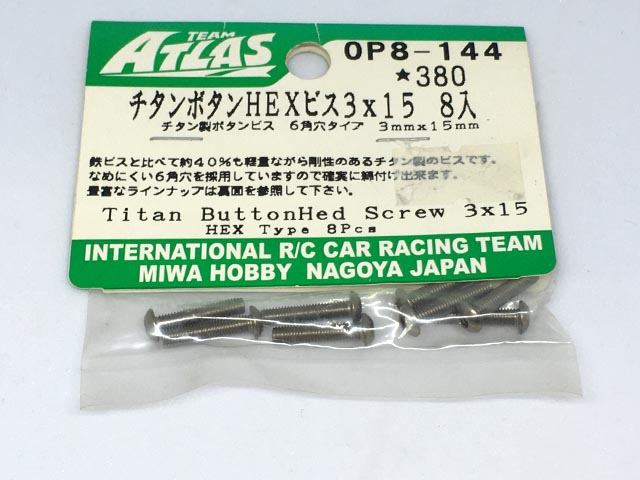 TEAM
ATLAS
OP8-144
★380
チタンボタンHEXビス3x15 8入
チタン製ボタンビス 6角穴タイプ 3mmx15mm
鉄ビスと比べて約40%も軽量ながら剛性のあるチタン製のビスです。
なめにくい6角穴を採用していますので確実に締付け出来ます。
豊富なラインナップは裏面を参照して下さい。
Titan ButtonHed Screw 3x15
HEX Type 8Pcs
INTERNATIONAL R/C CAR RACING TEAM
MIWA HOBBY NAGOYA JAPAN